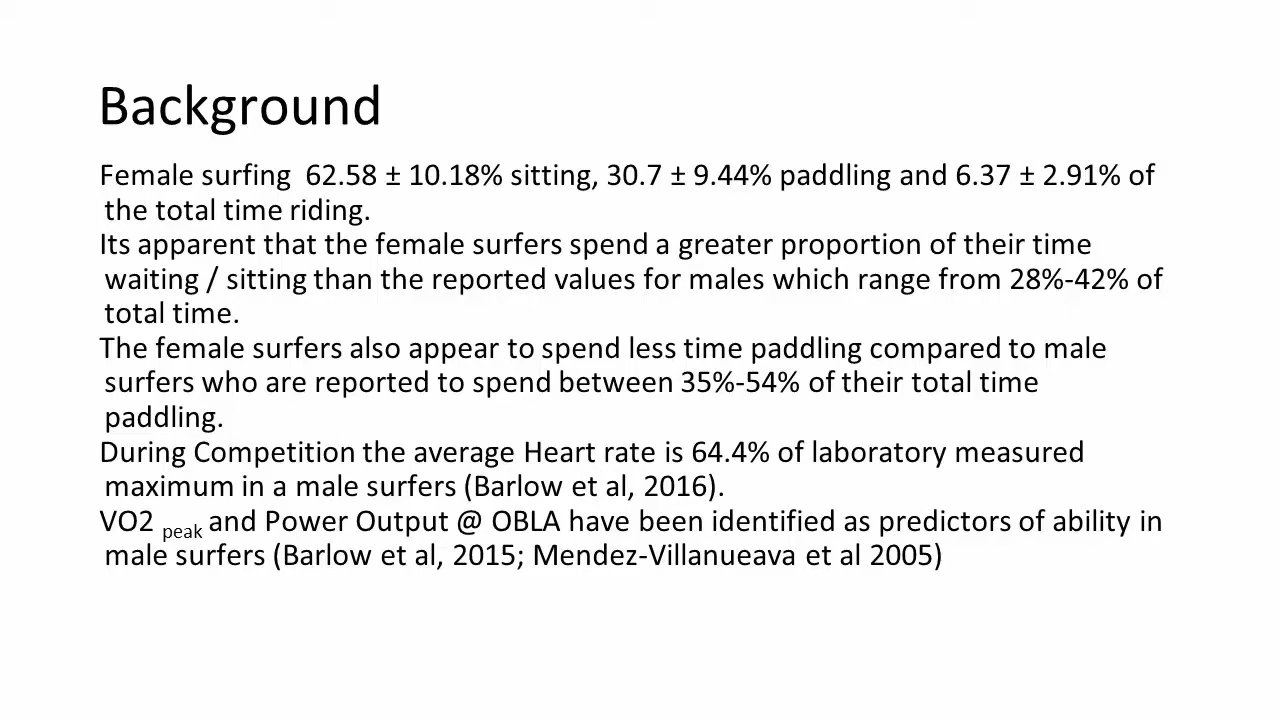 Background
Female surfing  62.58 ± 10.18% sitting, 30.7 ± 9.44% paddling and 6.37 ± 2.91% of
the total time riding.
Its apparent that the female surfers spend a greater proportion of their time
waiting / sitting than the reported values for males which range from 28%-42% of
total time.
The female surfers also appear to spend less time paddling compared to male
surfers who are reported to spend between 35%-54% of their total time
paddling.
During Competition the average Heart rate is 64.4% of laboratory measured
maximum in a male surfers (Barlow et al, 2016).
VO2 peak and Power Output @ OBLA have been identified as predictors of ability in
male surfers (Barlow et al, 2015; Mendez-Villanueava et al 2005)